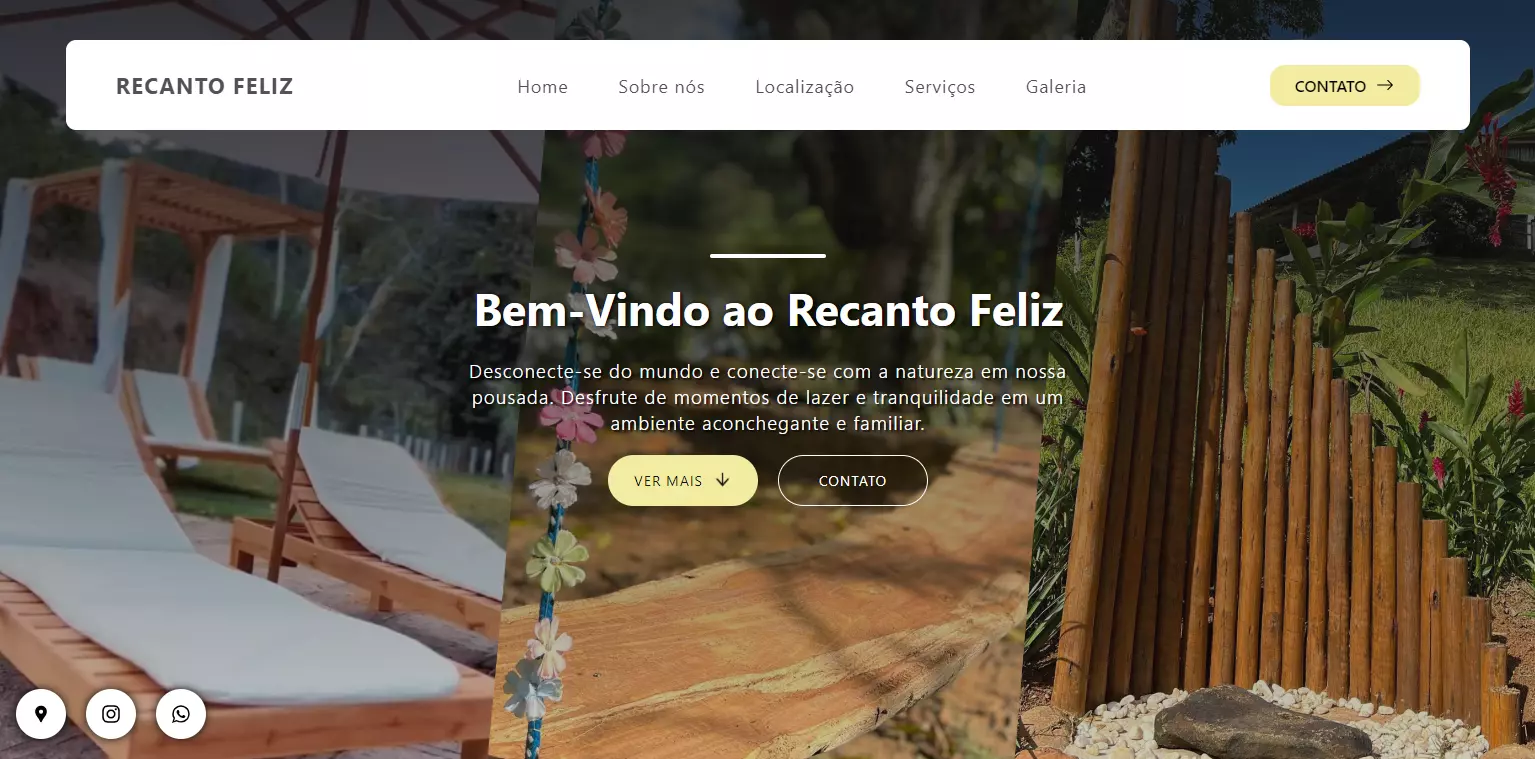 RECANTO FELIZ
Home
Sobre nós
Localização
Serviços
Galeria
CONTATO
Bem-Vindo ao Recanto Feliz
Desconecte-se do mundo e conecte-se com a natureza em nossa
pousada. Desfrute de momentos de lazer e tranquilidade em um
ambiente aconchegante e familiar.
VER MAIS
CONTATO